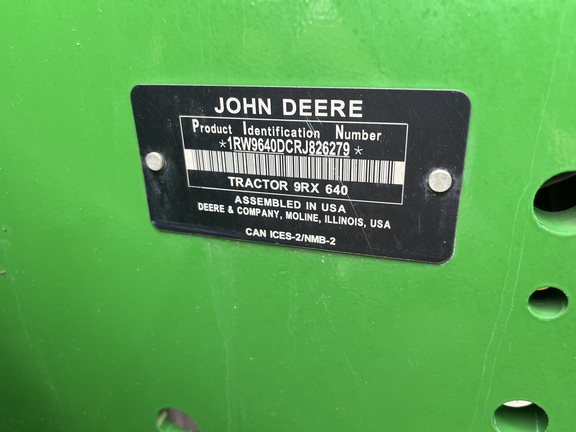 JOHN DEERE
Product Identification Number
*1RW9640DCRJ826279*
TRACTOR 9RX 640
ASSEMBLED IN USA
DEERE & COMPANY, MOLINE, ILLINOIS, USA
CAN ICES-2/NMB-2